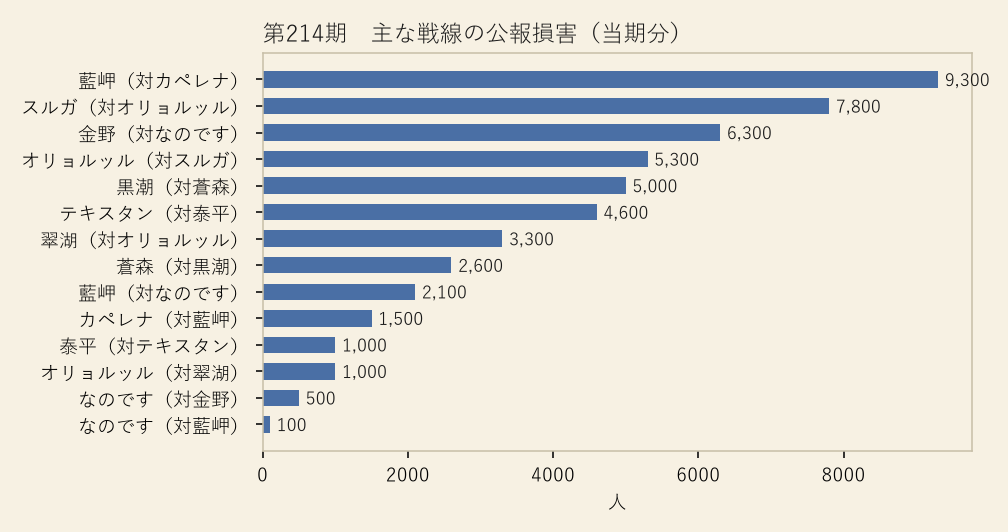 第214期　主な戦線の公報損害（当期分）
藍岬（対カペレナ） 9,300
スルガ（対オリョルッル） 7,800
金野（対なのです） 6,300
オリョルッル（対スルガ） 5,300
黒潮（対蒼森） 5,000
テキスタン（対泰平） 4,600
翠湖（対オリョルッル） 3,300
蒼森（対黒潮） 2,600
藍岬（対なのです） 2,100
カペレナ（対藍岬） 1,500
泰平（対テキスタン） 1,000
オリョルッル（対翠湖） 1,000
なのです（対金野） 500
なのです（対藍岬） 100
0 2000 4000 6000 8000
人